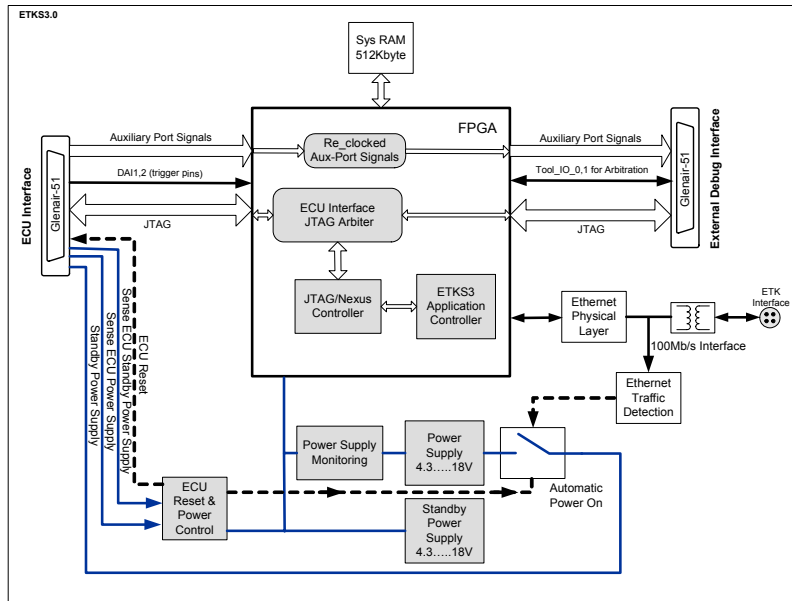 ETKS3.0
Sys RAM
512Kbyte
FPGA
Auxiliary Port Signals
Re_clocked
Aux-Port Signals
Auxiliary Port Signals
ECU Interface
Glenair-51
DAI1,2 (trigger pins)
Tool_IO_0,1 for Arbitration
Glenair-51
External Debug Interface
ECU Interface
JTAG Arbiter
JTAG
JTAG
JTAG/Nexus
Controller
ETKS3
Application
Controller
Ethernet
Physical
Layer
ETK
Interface
100Mb/s Interface
Ethernet
Traffic
Detection
ECU Reset
Sense ECU Standby Power Supply
Sense ECU Power Supply
Standby Power Supply
Power Supply
Monitoring
Power
Supply
4.3.....18V
Automatic
Power On
ECU
Reset &
Power
Control
Standby
Power
Supply
4.3.....18V